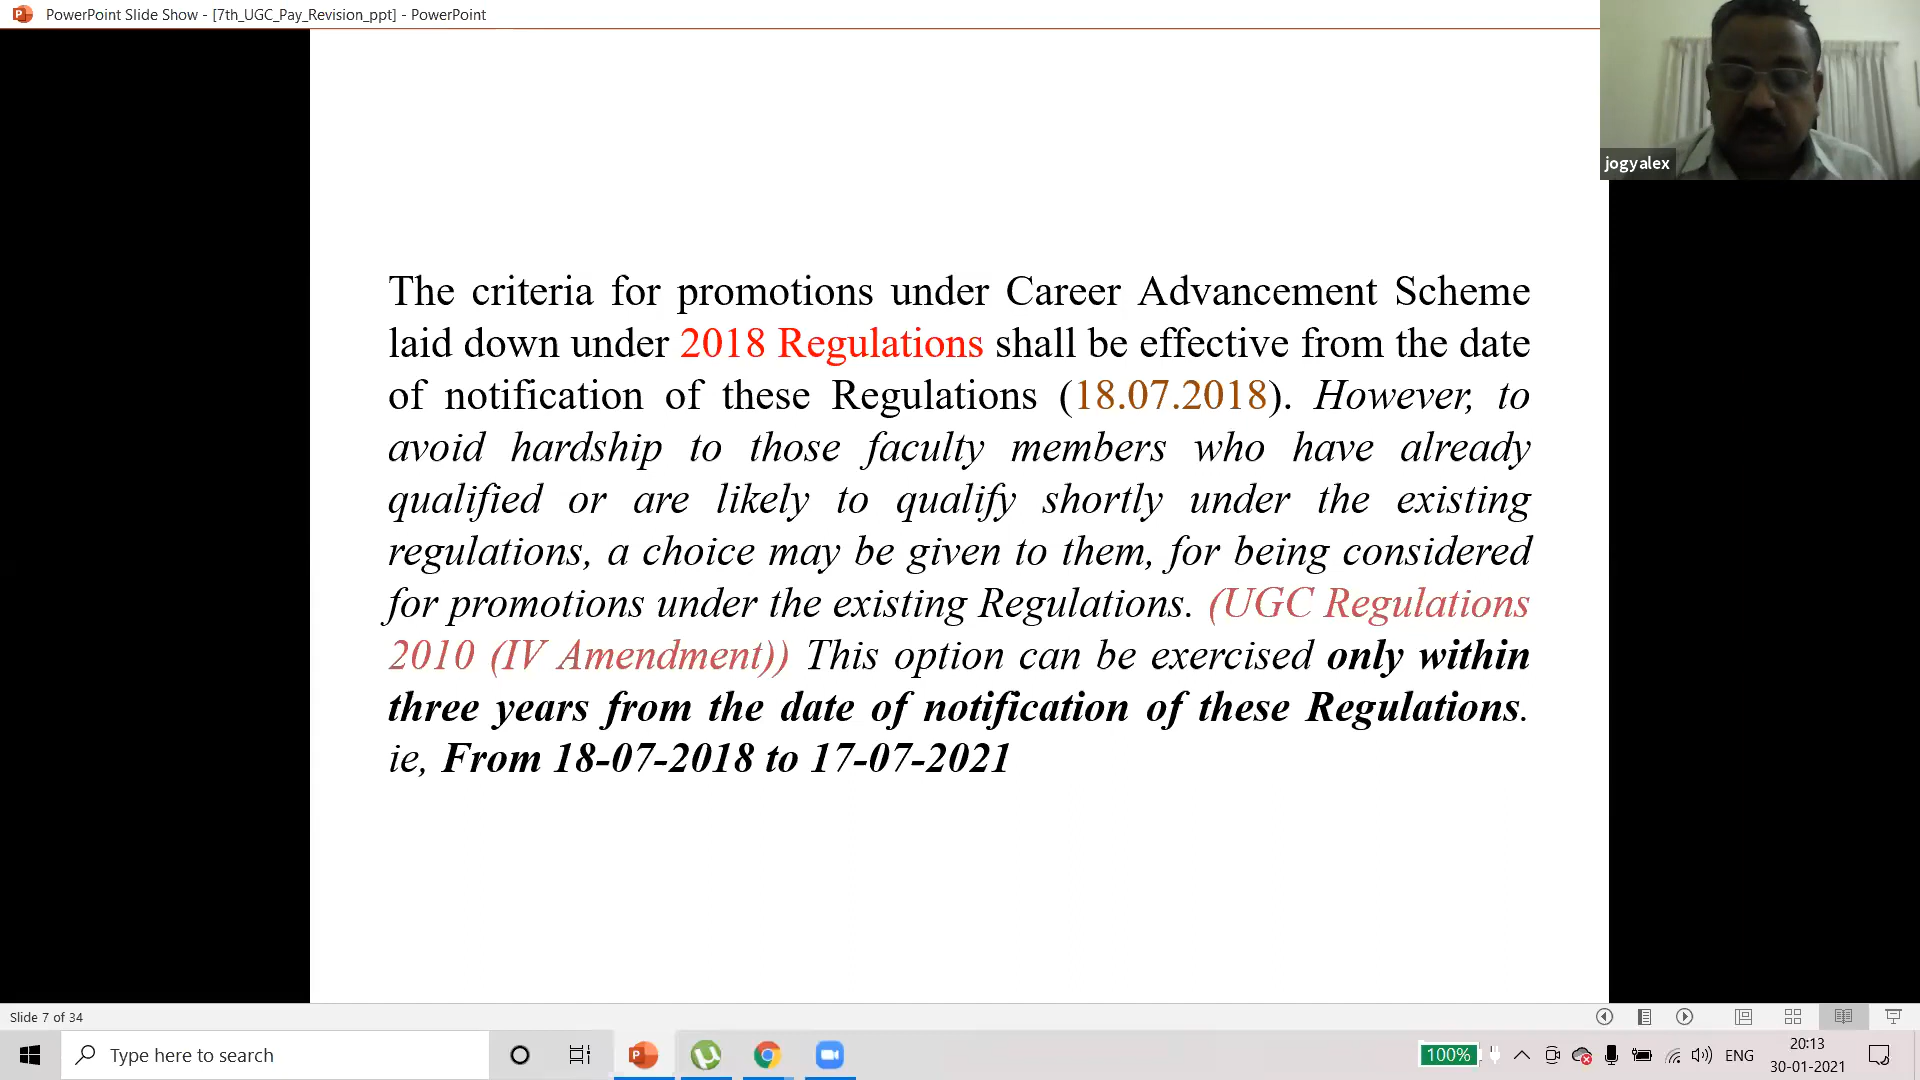 PowerPoint Slide Show - [7th_UGC_Pay_Revision_ppt] - PowerPoint
jogyalex
The criteria for promotions under Career Advancement Scheme
laid down under 2018 Regulations shall be effective from the date
of notification of these Regulations (18.07.2018). However, to
avoid hardship to those faculty members who have already
qualified or are likely to qualify shortly under the existing
regulations, a choice may be given to them, for being considered
for promotions under the existing Regulations. (UGC Regulations
2010 (IV Amendment)) This option can be exercised only within
three years from the date of notification of these Regulations.
ie, From 18-07-2018 to 17-07-2021
Slide 7 of 34
Type here to search
100%
ENG
20:13
30-01-2021